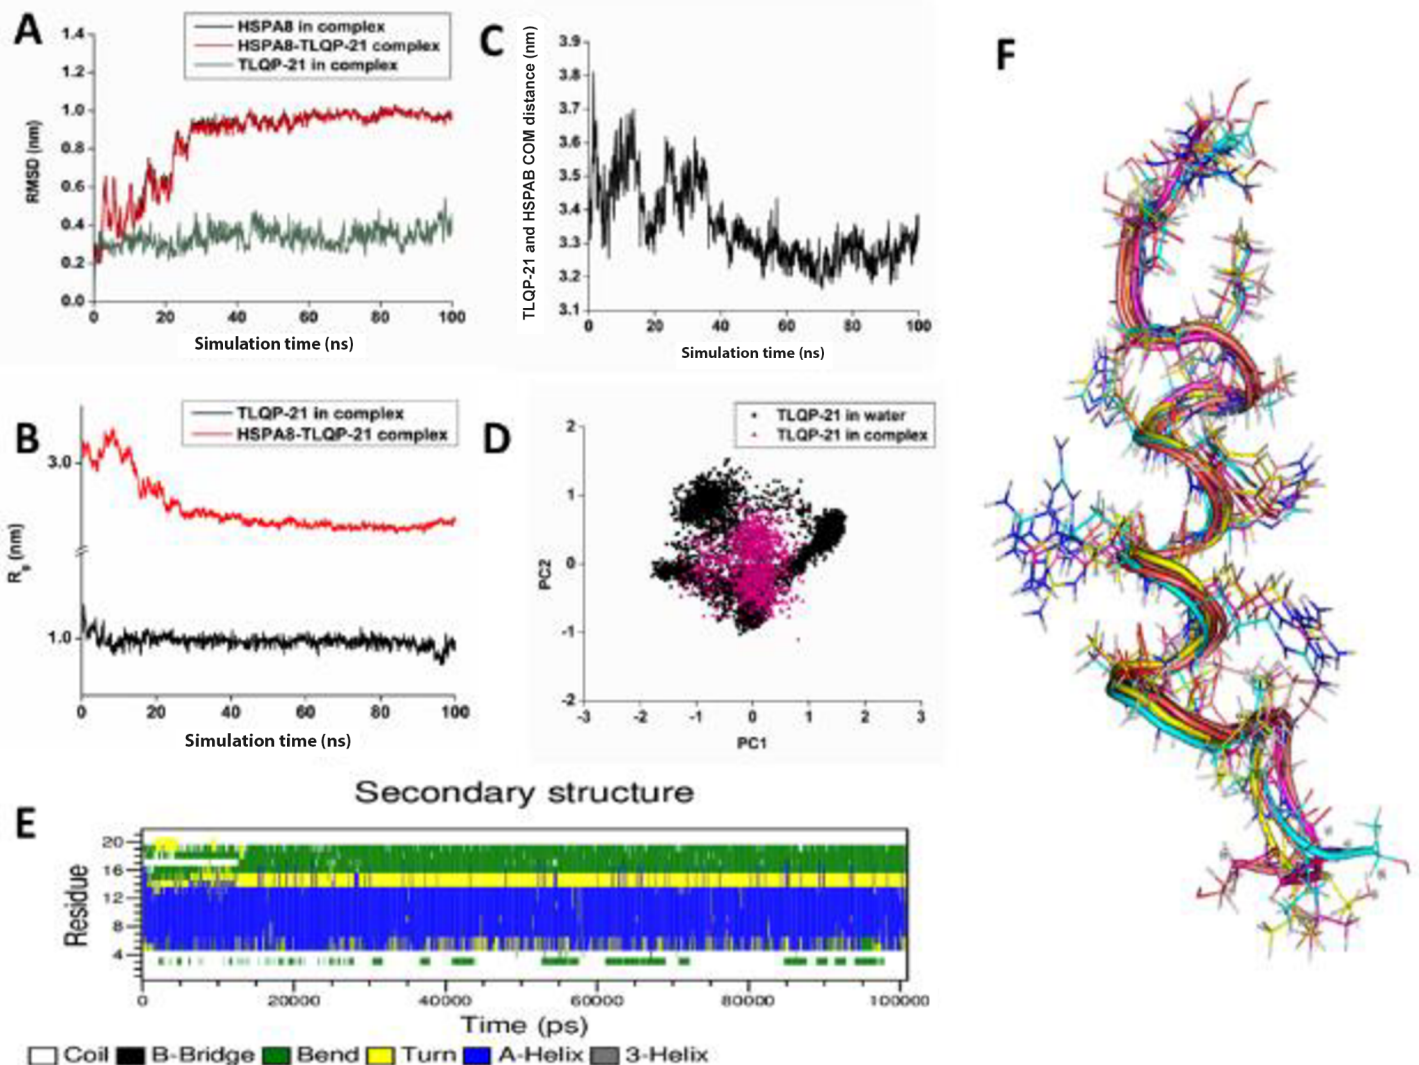 A
HSPA8 in complex
HSPA8-TLQP-21 complex
TLQP-21 in complex
RMSD (nm)
1.4
1.2
1.0
0.8
0.6
0.4
0.2
0.0
0 20 40 60 80 100
Simulation time (ns)
C
TLQP-21 and HSPAB COM distance (nm)
3.9
3.8
3.7
3.6
3.5
3.4
3.3
3.2
3.1
0 20 40 60 80 100
Simulation time (ns)
F
B
TLQP-21 in complex
HSPA8-TLQP-21 complex
Rg (nm)
3.0
1.0
0 20 40 60 80 100
Simulation time (ns)
D
TLQP-21 in water
TLQP-21 in complex
PC2
2
1
0
-1
-2
-3 -2 -1 0 1 2 3
PC1
E
Secondary structure
Residue
20
16
12
8
4
0 20000 40000 60000 80000 100000
Time (ps)
Coil B-Bridge Bend Turn A-Helix 3-Helix